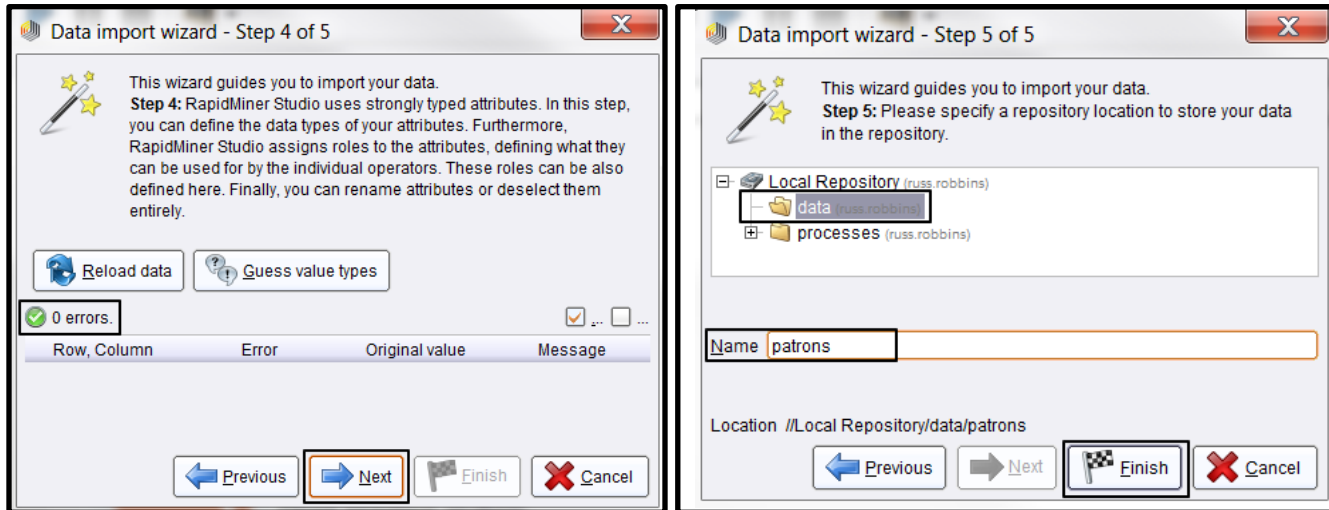 Data import wizard - Step 4 of 5
This wizard guides you to import your data.
Step 4: RapidMiner Studio uses strongly typed attributes. In this step,
you can define the data types of your attributes. Furthermore,
RapidMiner Studio assigns roles to the attributes, defining what they
can be used for by the individual operators. These roles can be also
defined here. Finally, you can rename attributes or deselect them
entirely.
Reload data Guess value types
0 errors. ... ...
Row, Column Error Original value Message
Previous Next Finish Cancel
Data import wizard - Step 5 of 5
This wizard guides you to import your data.
Step 5: Please specify a repository location to store your data
in the repository.
Local Repository (russ.robbins)
data (russ.robbins)
processes (russ.robbins)
Name patrons
Location //Local Repository/data/patrons
Previous Next Finish Cancel